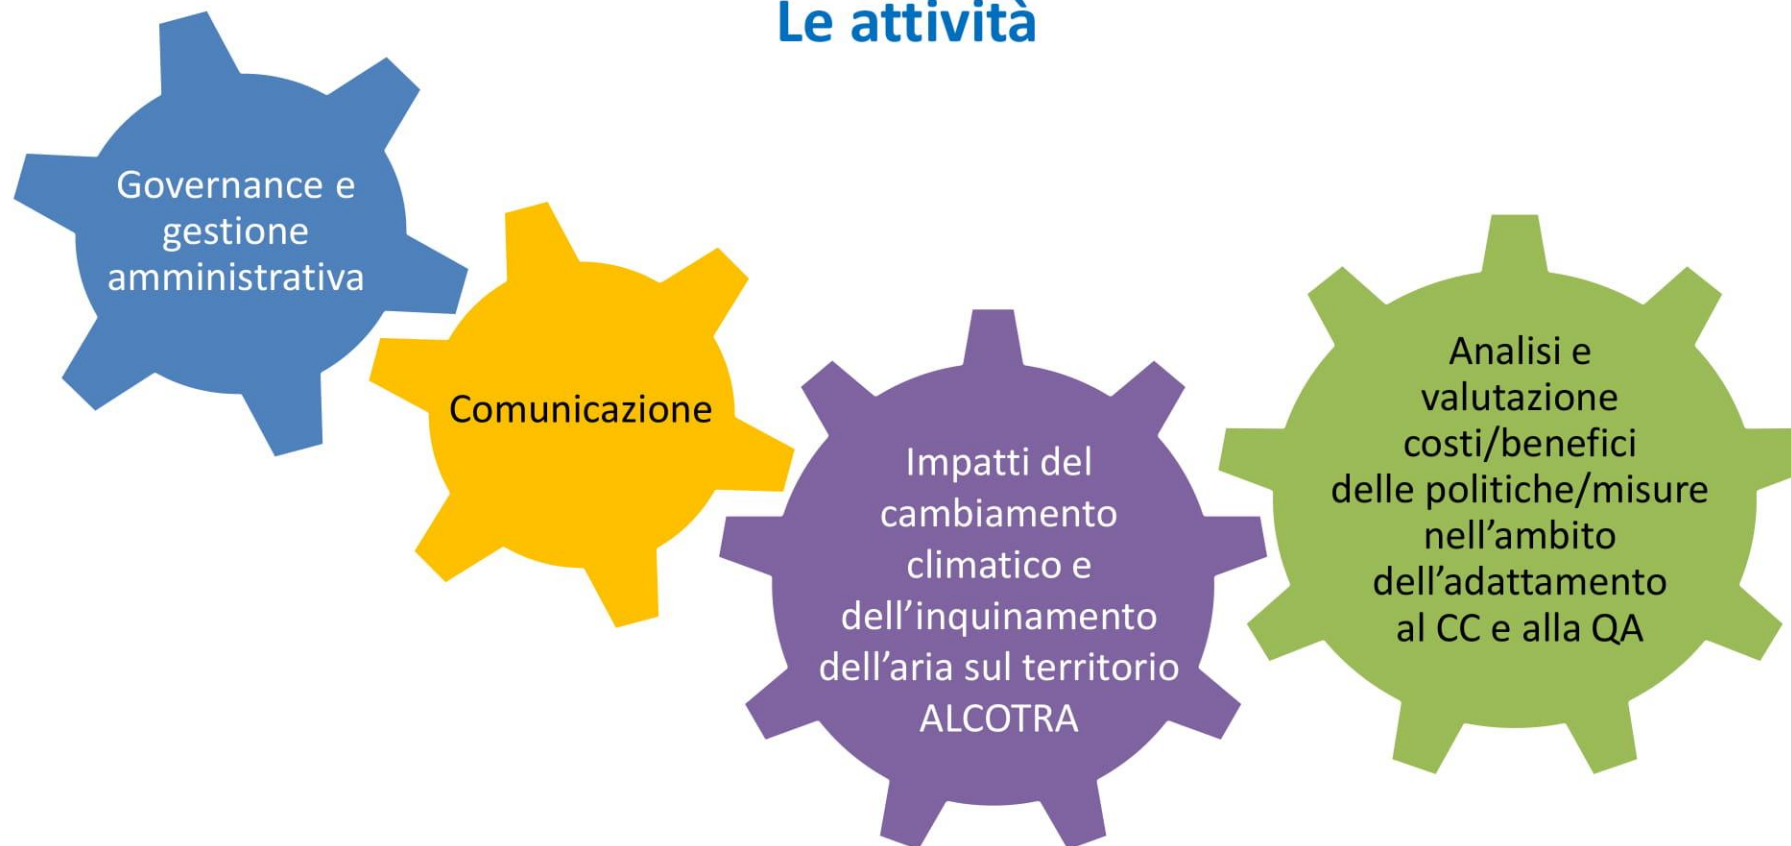 Le attività
Governance e
gestione
amministrativa
Comunicazione
Impatti del
cambiamento
climatico e
dell’inquinamento
dell’aria sul territorio
ALCOTRA
Analisi e
valutazione
costi/benefici
delle politiche/misure
nell’ambito
dell’adattamento
al CC e alla QA